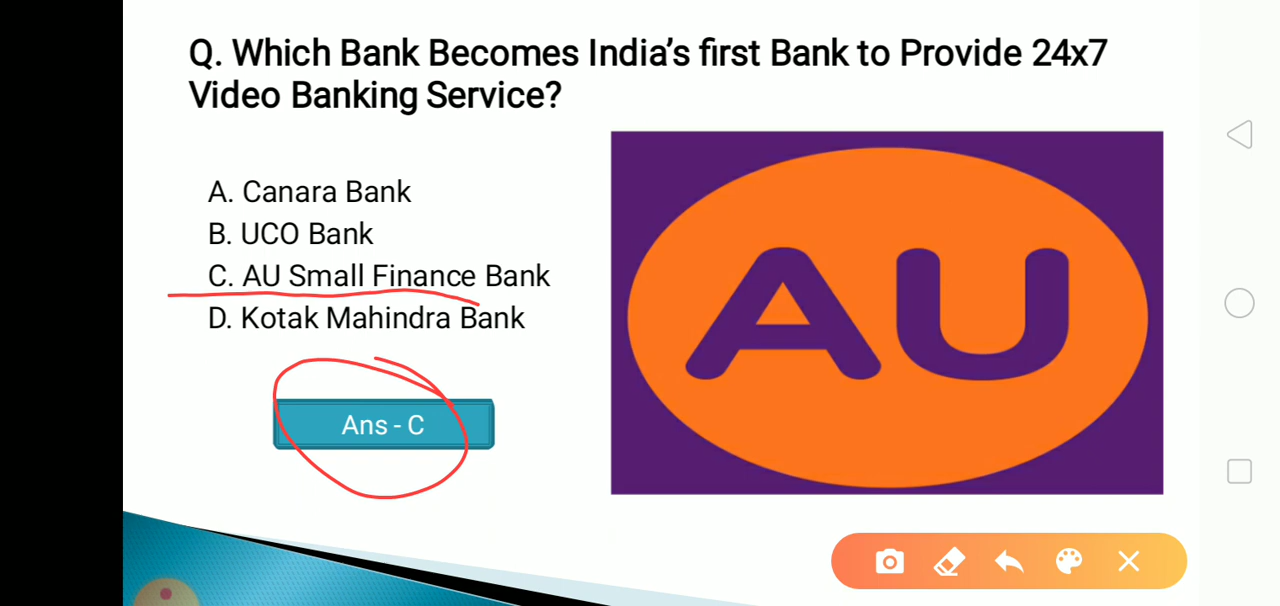 Q. Which Bank Becomes India’s first Bank to Provide 24x7
Video Banking Service?
A. Canara Bank
B. UCO Bank
C. AU Small Finance Bank
D. Kotak Mahindra Bank
Ans - C
AU